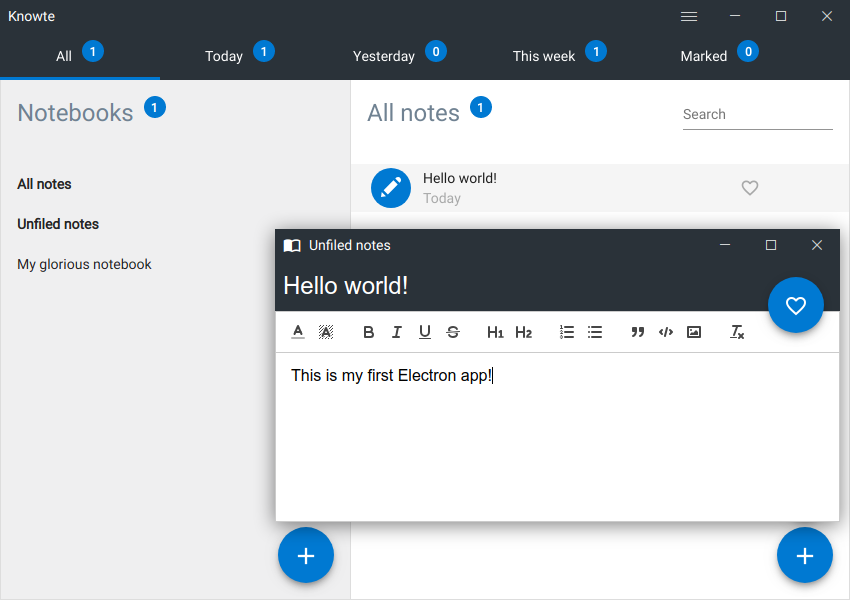 Knowte
All 1 Today 1 Yesterday 0 This week 1 Marked 0
Notebooks 1
All notes
Unfiled notes
My glorious notebook
All notes 1
Search
Hello world!
Today
Unfiled notes
Hello world!
A A B I U S H1 H2 Tx
This is my first Electron app!